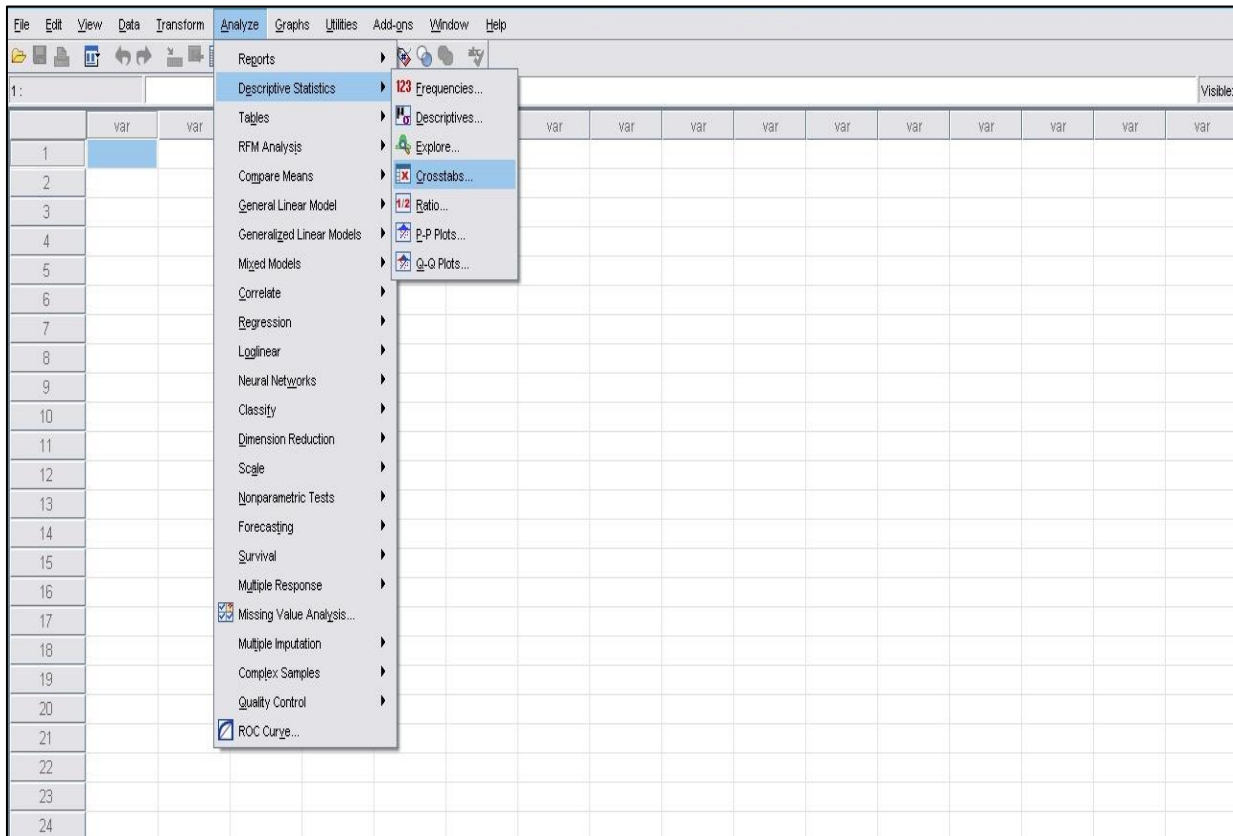 File Edit View Data Transform Analyze Graphs Utilities Add-ons Window Help
1 :
Visible:
var var var var var var var var var var var var
Reports
Descriptive Statistics
Tables
RFM Analysis
Compare Means
General Linear Model
Generalized Linear Models
Mixed Models
Correlate
Regression
Loglinear
Neural Networks
Classify
Dimension Reduction
Scale
Nonparametric Tests
Forecasting
Survival
Multiple Response
Missing Value Analysis...
Multiple Imputation
Complex Samples
Quality Control
ROC Curve...
123 Frequencies...
Descriptives...
Explore...
Crosstabs...
1/2 Ratio...
P-P Plots...
Q-Q Plots...
1
2
3
4
5
6
7
8
9
10
11
12
13
14
15
16
17
18
19
20
21
22
23
24